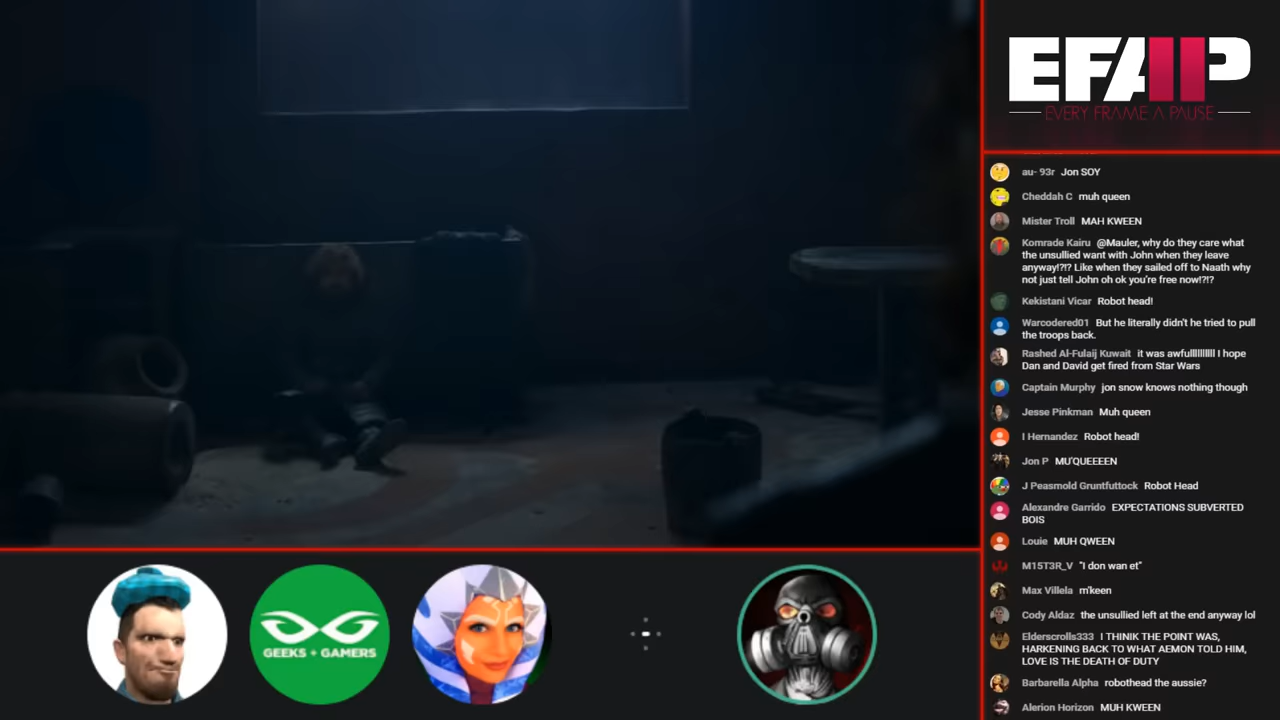 EFAP
EVERY FRAME A PAUSE
au- 93r Jon SOY
Cheddah C muh queen
Mister Troll MAH KWEEN
Komrade Kairu @Mauler, why do they care what
the unsullied want with John when they leave
anyway!?!? Like when they sailed off to Naath why
not just tell John oh ok you're free now!?!?
Kekistani Vicar Robot head!
Warcodered01 But he literally didn't he tried to pull
the troops back.
Rashed Al-Fulaij Kuwait it was awfulllllllllll I hope
Dan and David get fired from Star Wars
Captain Murphy jon snow knows nothing though
Jesse Pinkman Muh queen
I Hernandez Robot head!
Jon P MU'QUEEEEN
J Peasmold Gruntfuttock Robot Head
Alexandre Garrido EXPECTATIONS SUBVERTED
BOIS
Louie MUH QWEEN
M15T3R_V "I don wan et"
Max Villela m'keen
Cody Aldaz the unsullied left at the end anyway lol
Elderscrolls333 I THINIK THE POINT WAS,
HARKENING BACK TO WHAT AEMON TOLD HIM,
LOVE IS THE DEATH OF DUTY
Barbarella Alpha robothead the aussie?
Alerion Horizon MUH KWEEN
GEEKS + GAMERS